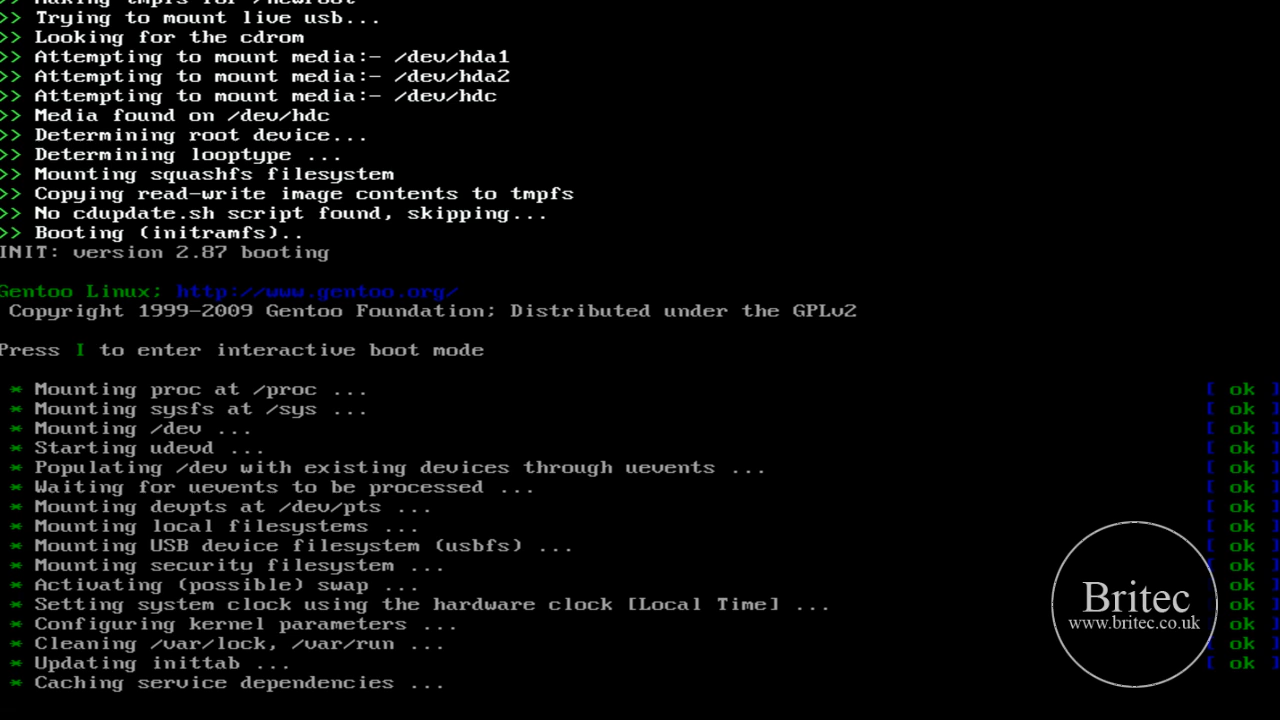 >> Making tmpfs for /newroot
>> Trying to mount live usb...
>> Looking for the cdrom
>> Attempting to mount media:- /dev/hda1
>> Attempting to mount media:- /dev/hda2
>> Attempting to mount media:- /dev/hdc
>> Media found on /dev/hdc
>> Determining root device...
>> Determining looptype ...
>> Mounting squashfs filesystem
>> Copying read-write image contents to tmpfs
>> No cdupdate.sh script found, skipping...
>> Booting (initramfs)..
INIT: version 2.87 booting
Gentoo Linux; http://www.gentoo.org/
Copyright 1999-2009 Gentoo Foundation; Distributed under the GPLv2
Press I to enter interactive boot mode
* Mounting proc at /proc ... [ ok ]
* Mounting sysfs at /sys ... [ ok ]
* Mounting /dev ... [ ok ]
* Starting udevd ... [ ok ]
* Populating /dev with existing devices through uevents ... [ ok ]
* Waiting for uevents to be processed ... [ ok ]
* Mounting devpts at /dev/pts ... [ ok ]
* Mounting local filesystems ... [ ok ]
* Mounting USB device filesystem (usbfs) ... [ ok ]
* Mounting security filesystem ... [ ok ]
* Activating (possible) swap ... [ ok ]
* Setting system clock using the hardware clock [Local Time] ... [ ok ]
* Configuring kernel parameters ... [ ok ]
* Cleaning /var/lock, /var/run ... [ ok ]
* Updating inittab ... [ ok ]
* Caching service dependencies ...
Britec
www.britec.co.uk